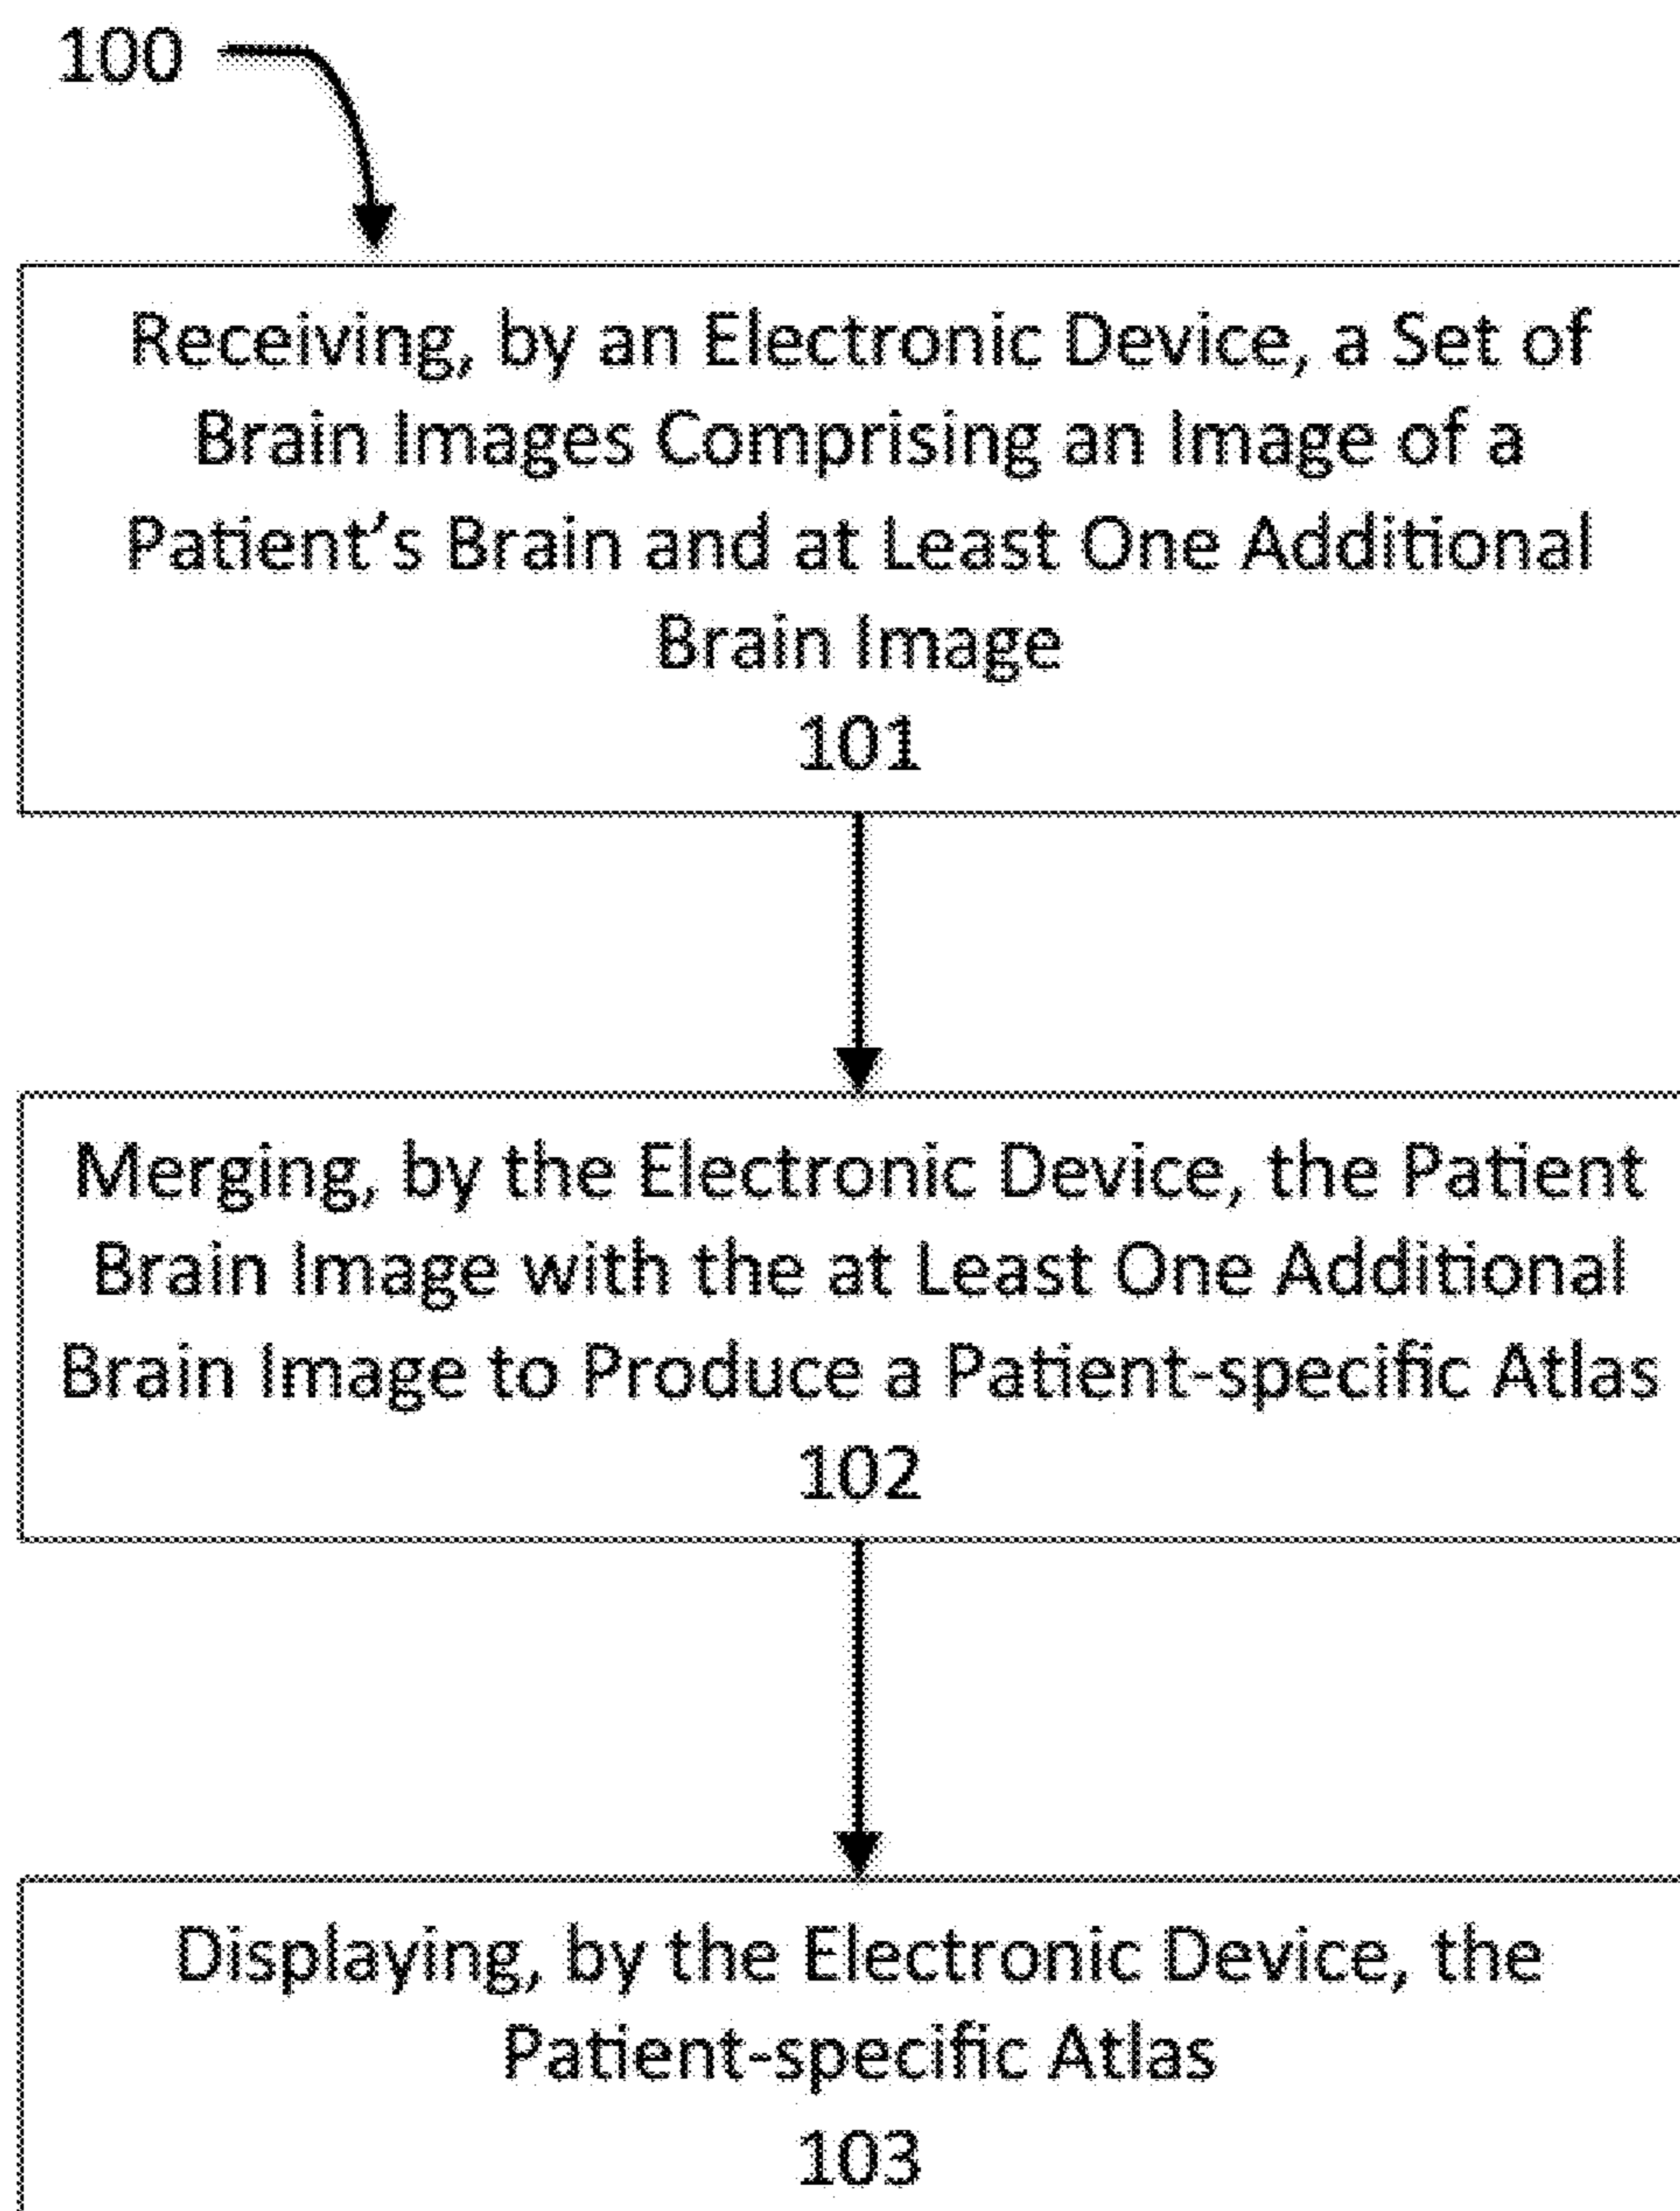 100
Receiving, by an Electronic Device, a Set of
Brain Images Comprising an Image of a
Patient's Brain and at Least One Additional
Brain Image
101
Merging, by the Electronic Device, the Patient
Brain Image with the at Least One Additional
Brain Image to Produce a Patient-specific Atlas
102
Displaying, by the Electronic Device, the
Patient-specific Atlas
103